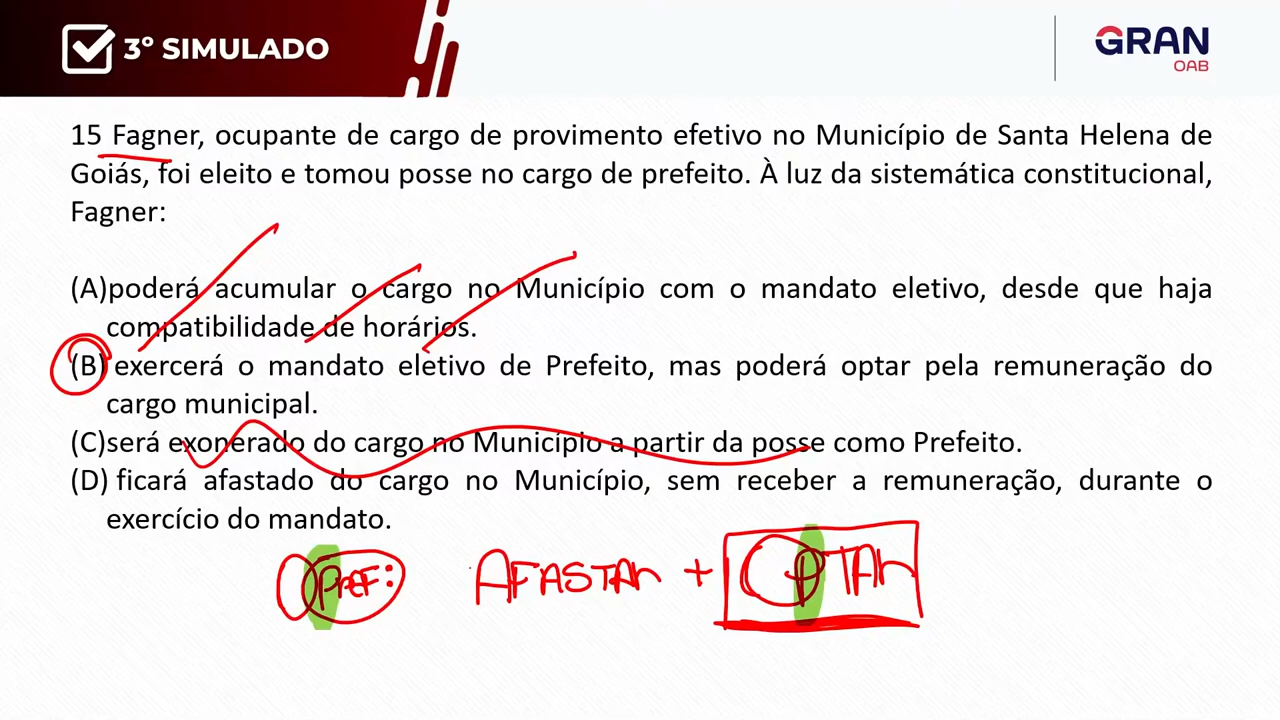 3º SIMULADO
GRAN
OAB
15 Fagner, ocupante de cargo de provimento efetivo no Município de Santa Helena de
Goiás, foi eleito e tomou posse no cargo de prefeito. À luz da sistemática constitucional,
Fagner:
(A)poderá acumular o cargo no Município com o mandato eletivo, desde que haja
compatibilidade de horários.
(B) exercerá o mandato eletivo de Prefeito, mas poderá optar pela remuneração do
cargo municipal.
(C)será exonerado do cargo no Município a partir da posse como Prefeito.
(D) ficará afastado do cargo no Município, sem receber a remuneração, durante o
exercício do mandato.
PREF: AFASTAR + OPTAR